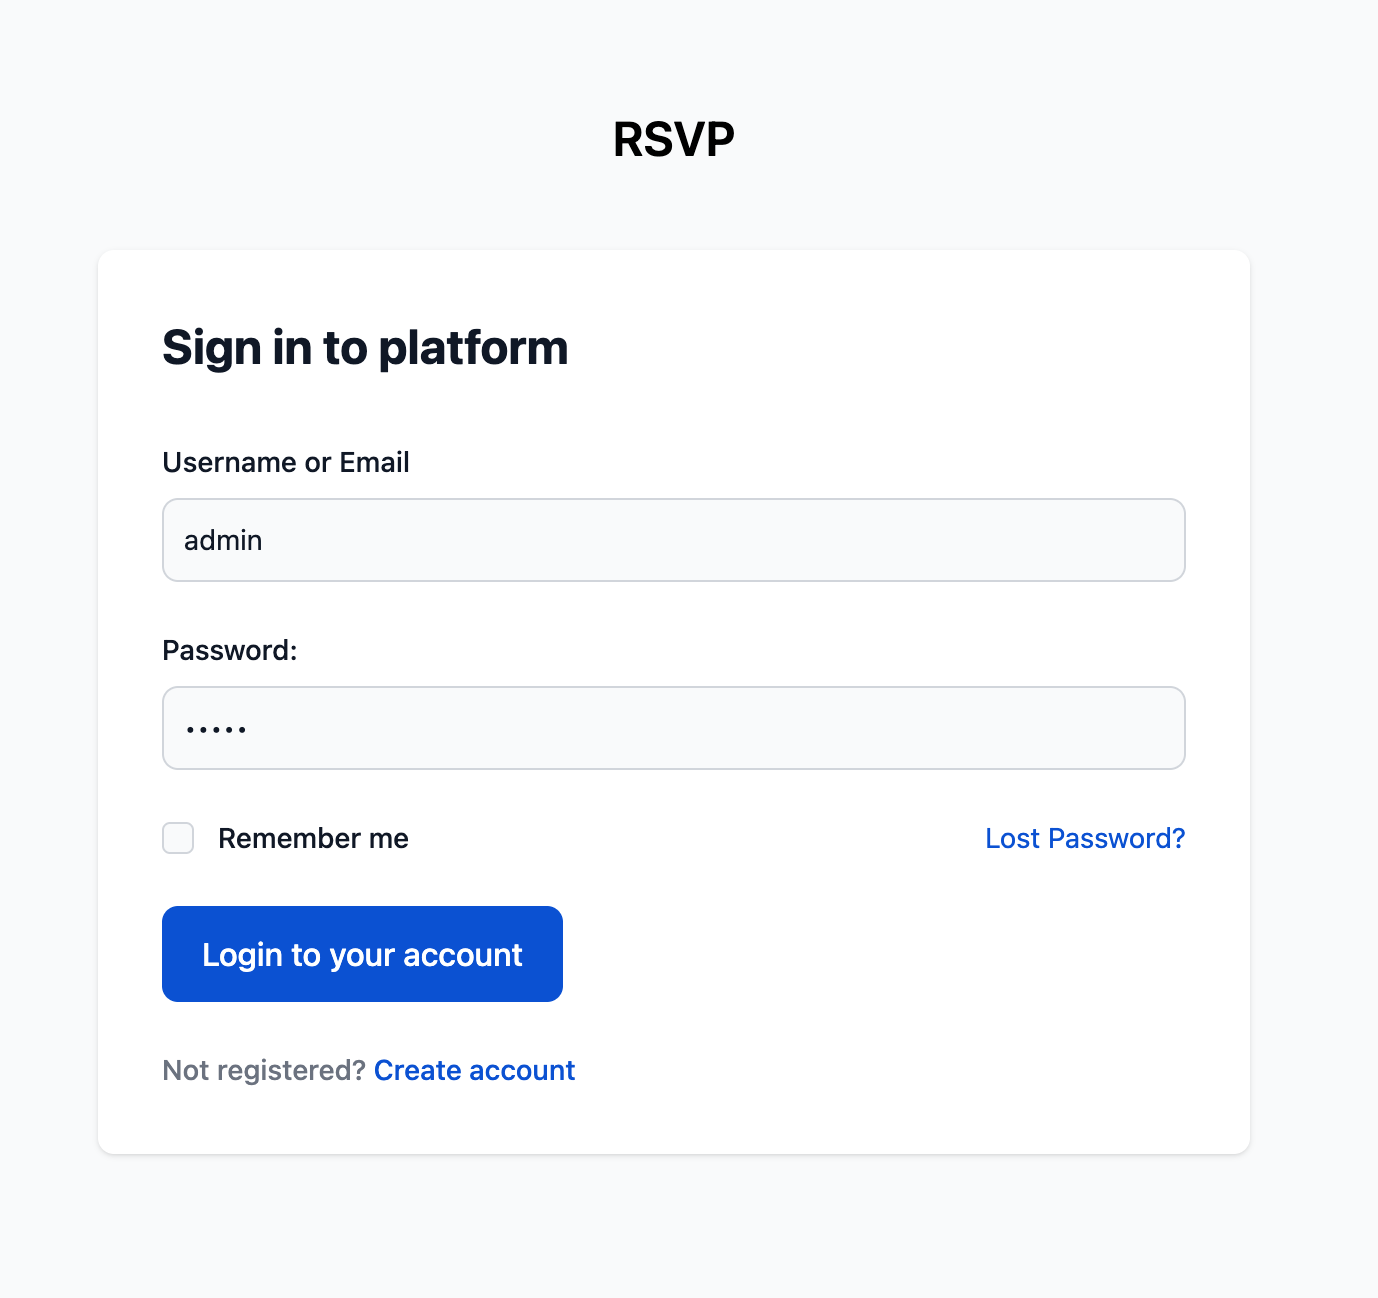 RSVP
Sign in to platform
Username or Email
admin
Password:
•••••
Remember me
Lost Password?
Login to your account
Not registered? Create account